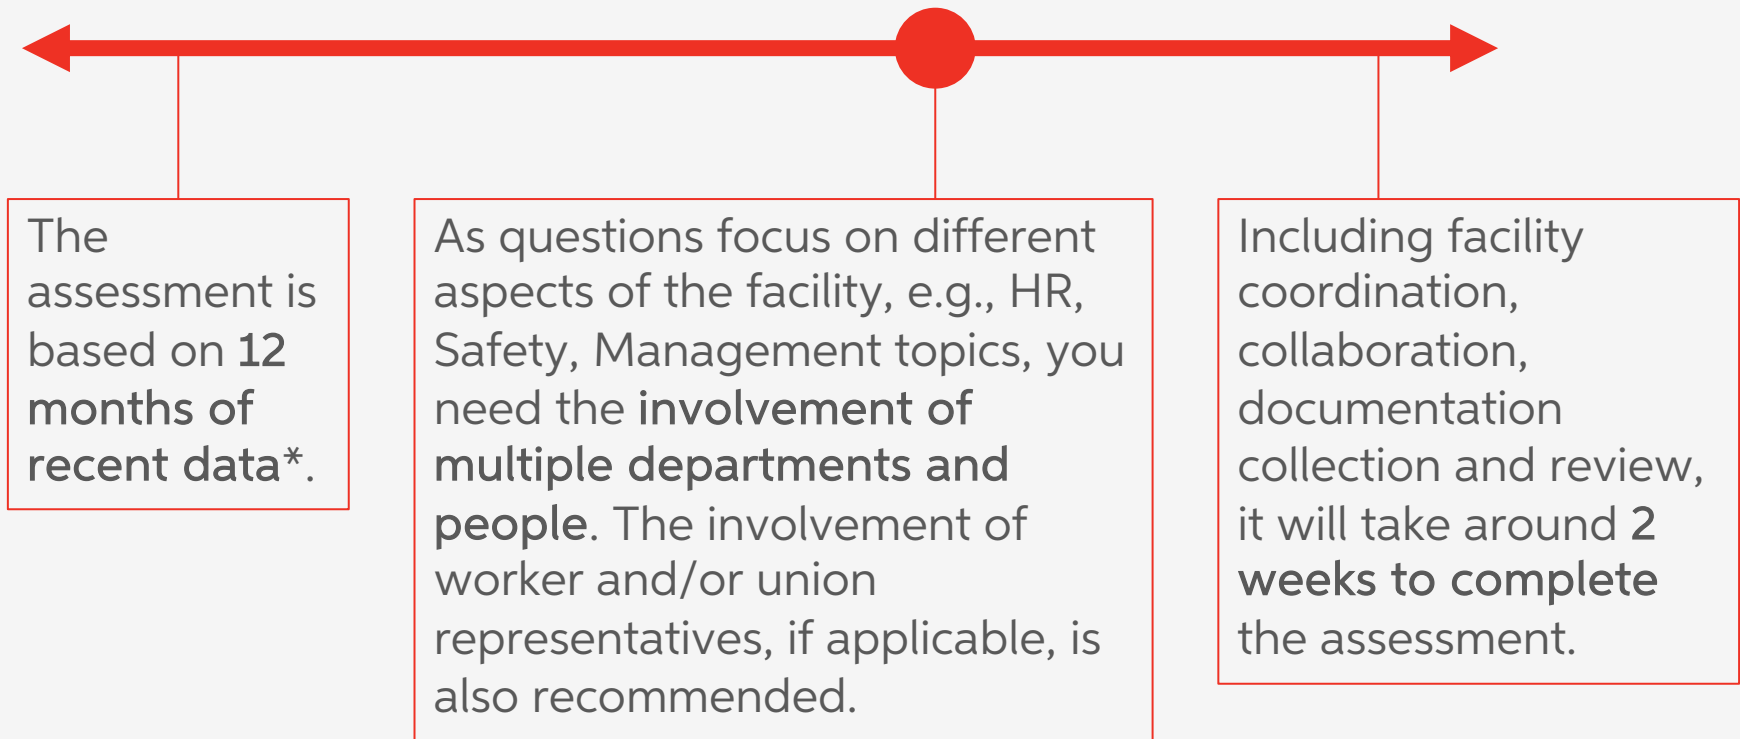 The
assessment is
based on 12
months of
recent data*.
As questions focus on different
aspects of the facility, e.g., HR,
Safety, Management topics, you
need the involvement of
multiple departments and
people. The involvement of
worker and/or union
representatives, if applicable, is
also recommended.
Including facility
coordination,
collaboration,
documentation
collection and review,
it will take around 2
weeks to complete
the assessment.